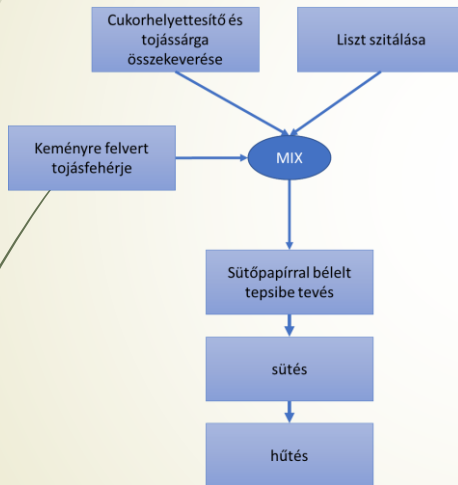 Cukorhelyettesítő és
tojássárga
összekeverése
Liszt szitálása
Keményre felvert
tojásfehérje
MIX
Sütőpapírral bélelt
tepsibe tevés
sütés
hűtés